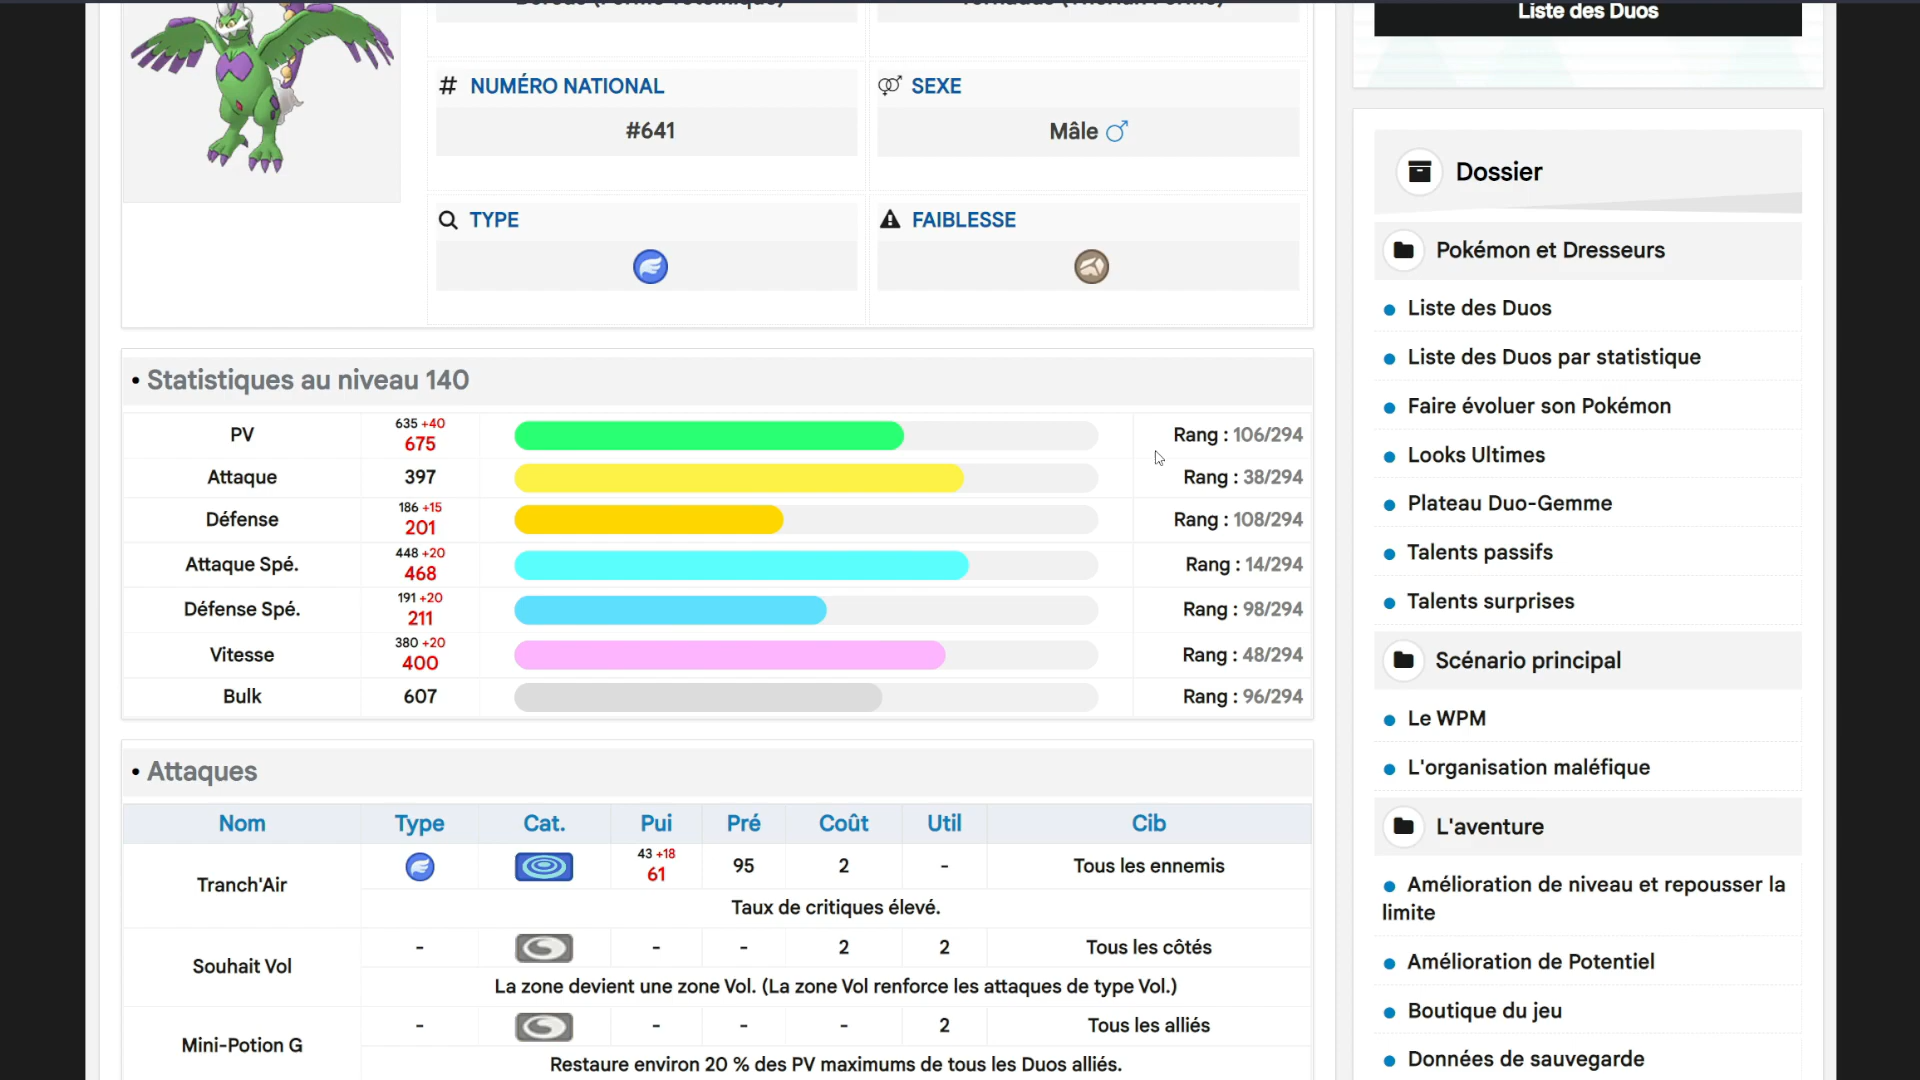 Boréas (Forme Totémique)
Tornadus (Therian Forme)
Liste des Duos
# NUMÉRO NATIONAL
SEXE
#641
Mâle ♂
TYPE
FAIBLESSE
• Statistiques au niveau 140
PV 635 +40 675 Rang : 106/294
Attaque 397 Rang : 38/294
Défense 186 +15 201 Rang : 108/294
Attaque Spé. 448 +20 468 Rang : 14/294
Défense Spé. 191 +20 211 Rang : 98/294
Vitesse 380 +20 400 Rang : 48/294
Bulk 607 Rang : 96/294
• Attaques
Nom Type Cat. Pui Pré Coût Util Cib
Tranch'Air 43 +18 61 95 2 - Tous les ennemis
Taux de critiques élevé.
Souhait Vol - - - 2 2 Tous les côtés
La zone devient une zone Vol. (La zone Vol renforce les attaques de type Vol.)
Mini-Potion G - - - - 2 Tous les alliés
Restaure environ 20 % des PV maximums de tous les Duos alliés.
Dossier
Pokémon et Dresseurs
Liste des Duos
Liste des Duos par statistique
Faire évoluer son Pokémon
Looks Ultimes
Plateau Duo-Gemme
Talents passifs
Talents surprises
Scénario principal
Le WPM
L'organisation maléfique
L'aventure
Amélioration de niveau et repousser la
limite
Amélioration de Potentiel
Boutique du jeu
Données de sauvegarde